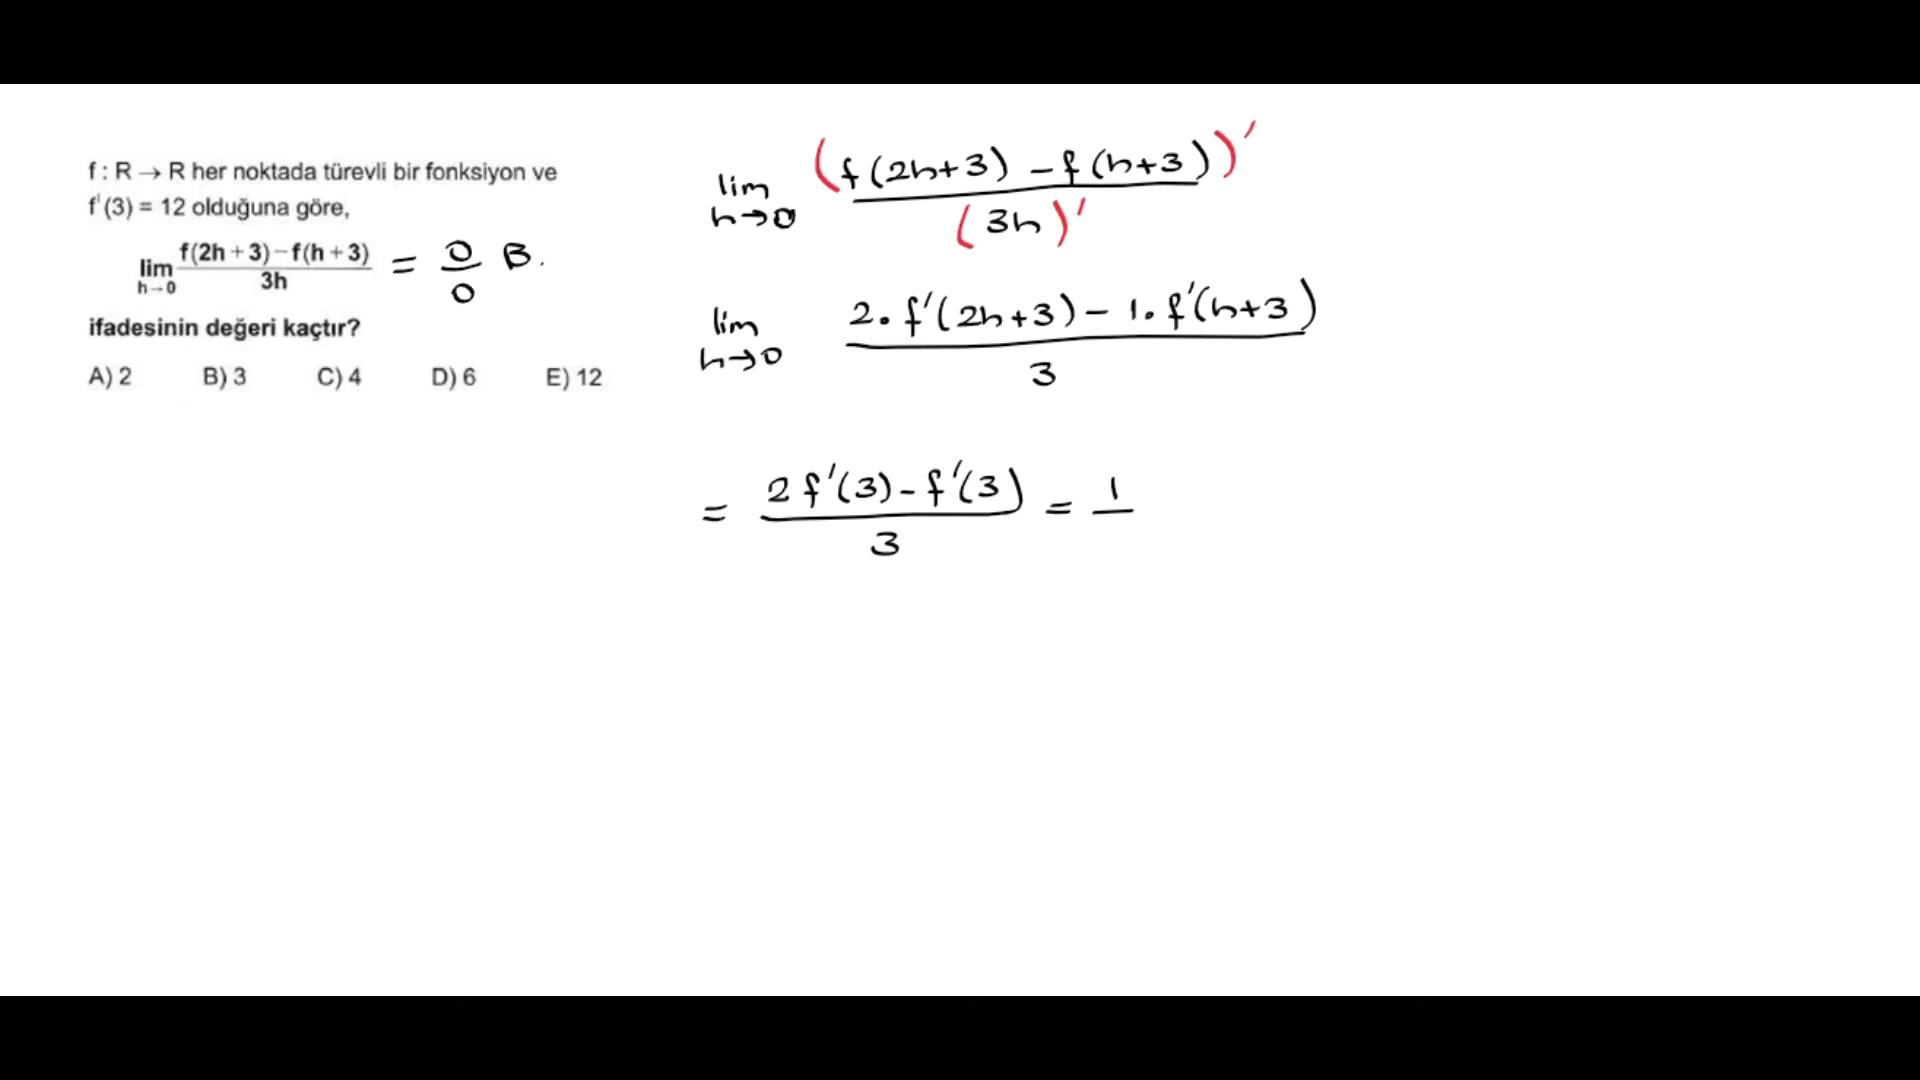 f : R → R her noktada türevli bir fonksiyon ve
f'(3) = 12 olduğuna göre,
lim h→0 f(2h+3)−f(h+3) / 3h = 0/0 B.
ifadesinin değeri kaçtır?
A) 2 B) 3 C) 4 D) 6 E) 12
lim h→0 (f(2h+3) − f(h+3))' / (3h)'
lim h→0 2.f'(2h+3) − 1.f'(h+3) / 3
= 2f'(3) − f'(3) / 3 = 1/